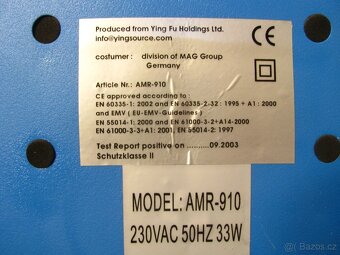 Produced from Ying Fu Holdings Ltd.
info@yingsource.com
CE
costumer : division of MAG Group
Germany
Article Nr.: AMR-910
CE approved according to :
EN 60335-1: 2002 and EN 60335-2-32 : 1995 + A1: 2000
and EMV ( EU-EMV-Guidelines )
EN 55014-1: 2000 and EN 61000-3-2+A14-2000
EN 61000-3-3+A1: 2001, EN 55014-2: 1997
Test Report positive on ..........09.2003
Schutzklasse II
MODEL: AMR-910
230VAC 50HZ 33W
© Bazos.cz